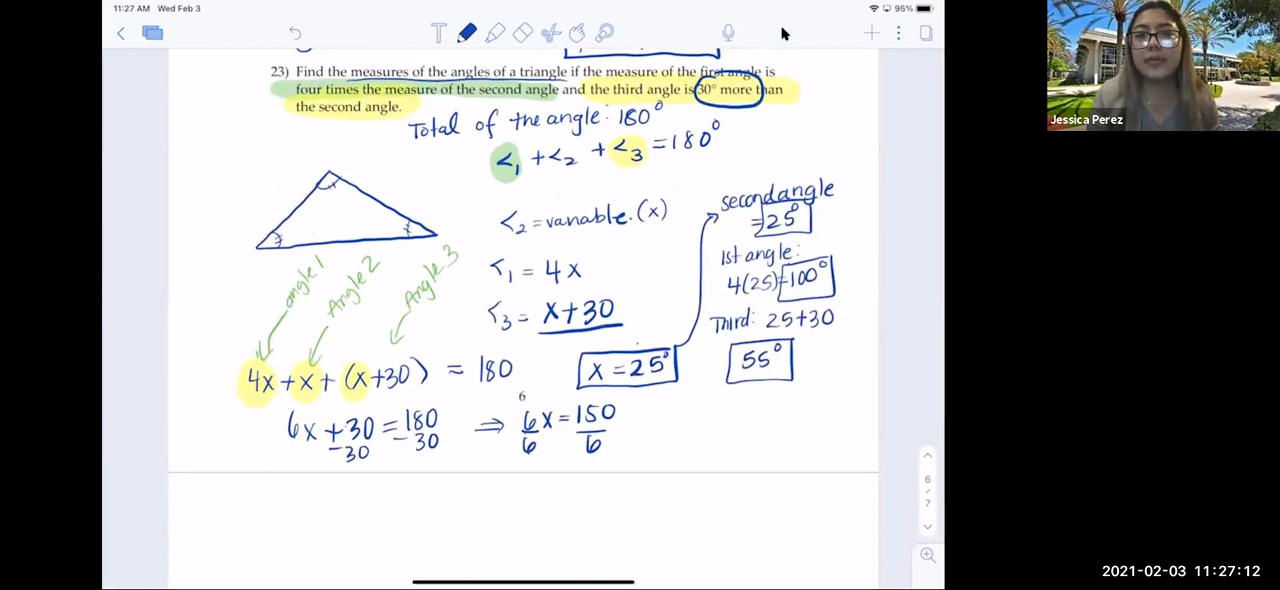 11:27 AM Wed Feb 3
95%
23) Find the measures of the angles of a triangle if the measure of the first angle is
four times the measure of the second angle and the third angle is 30° more than
the second angle.
Total of the angle: 180°
<1 + <2 + <3 = 180°
<2 = variable. (x)
<1 = 4x
<3 = x+30
angle 1
Angle 2
Angle 3
4x + x + (x+30) = 180
6x + 30 = 180
-30 -30
⇒ 6x = 150
6 6
x = 25°
second angle
= 25°
1st angle:
4(25) = 100°
Third: 25+30
55°
6
6
/
7
Jessica Perez
2021-02-03 11:27:12